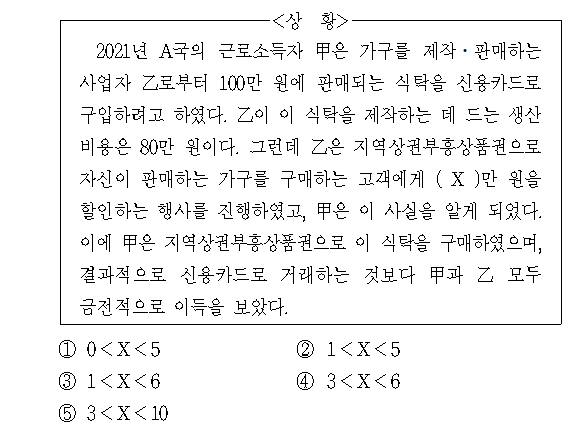 <상 황>
2021년 A국의 근로소득자 甲은 가구를 제작·판매하는
사업자 乙로부터 100만 원에 판매되는 식탁을 신용카드로
구입하려고 하였다. 乙이 이 식탁을 제작하는 데 드는 생산
비용은 80만 원이다. 그런데 乙은 지역상권부흥상품권으로
자신이 판매하는 가구를 구매하는 고객에게 ( X )만 원을
할인하는 행사를 진행하였고, 甲은 이 사실을 알게 되었다.
이에 甲은 지역상권부흥상품권으로 이 식탁을 구매하였으며,
결과적으로 신용카드로 거래하는 것보다 甲과 乙 모두
금전적으로 이득을 보았다.
① 0<X<5 ② 1<X<5
③ 1<X<6 ④ 3<X<6
⑤ 3<X<10